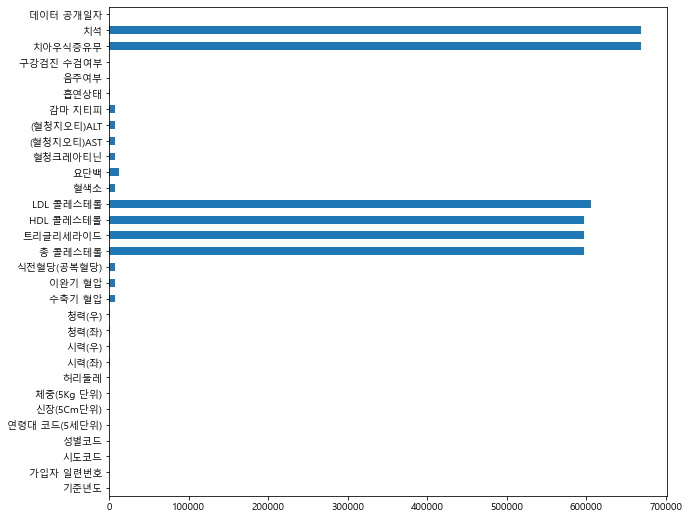 데이터 공개일자
치석
치아우식증유무
구강검진 수검여부
음주여부
흡연상태
감마 지티피
(혈청지오티)ALT
(혈청지오티)AST
혈청크레아티닌
요단백
혈색소
LDL 콜레스테롤
HDL 콜레스테롤
트리글리세라이드
총 콜레스테롤
식전혈당(공복혈당)
이완기 혈압
수축기 혈압
청력(우)
청력(좌)
시력(우)
시력(좌)
허리둘레
체중(5Kg 단위)
신장(5Cm단위)
연령대 코드(5세단위)
성별코드
시도코드
가입자 일련번호
기준년도
0 100000 200000 300000 400000 500000 600000 700000